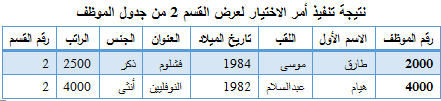 نتيجة تنفيذ أمر الاختيار لعرض القسم 2 من جدول الموظف
رقم الموظف الاسم الأول اللقب تاريخ الميلاد العنوان الجنس الراتب رقم القسم
2000 طارق موسى 1984 فشلوم ذكر 2500 2
4000 هيام عبدالسلام 1982 النوفليين أنثى 4000 2